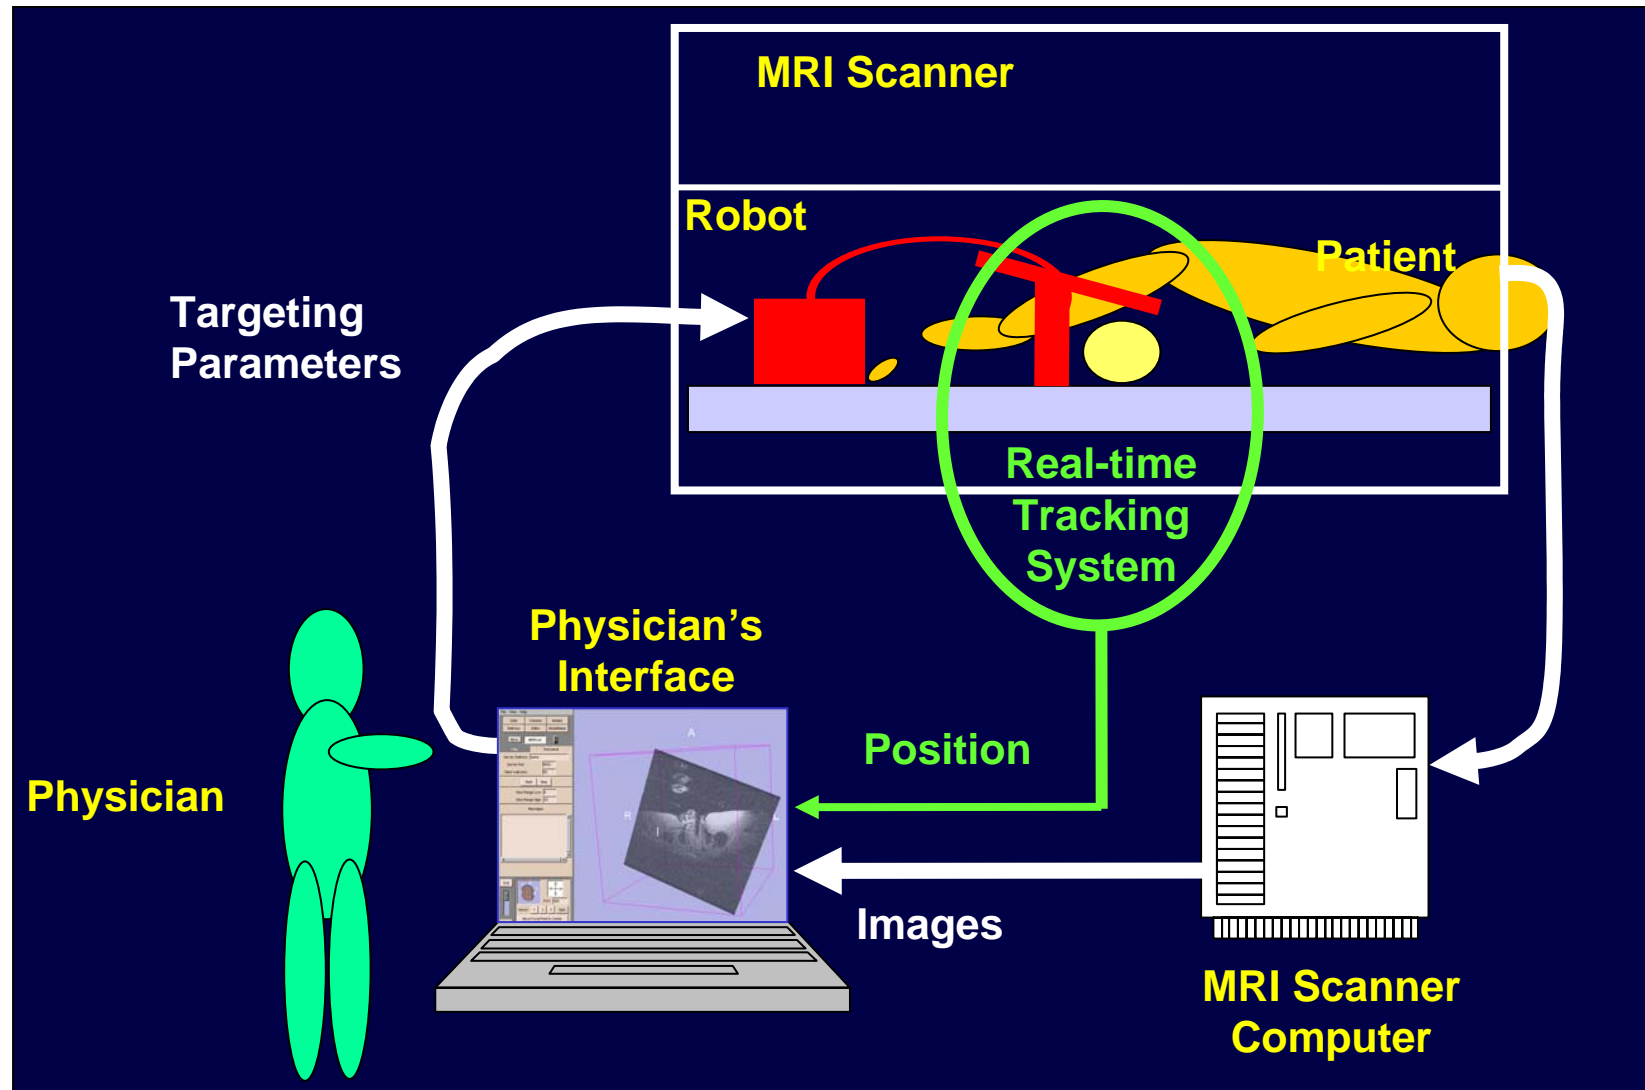 MRI Scanner
Robot
Patient
Targeting
Parameters
Real-time
Tracking
System
Physician's
Interface
A
R
L
I
Position
Physician
Images
MRI Scanner
Computer